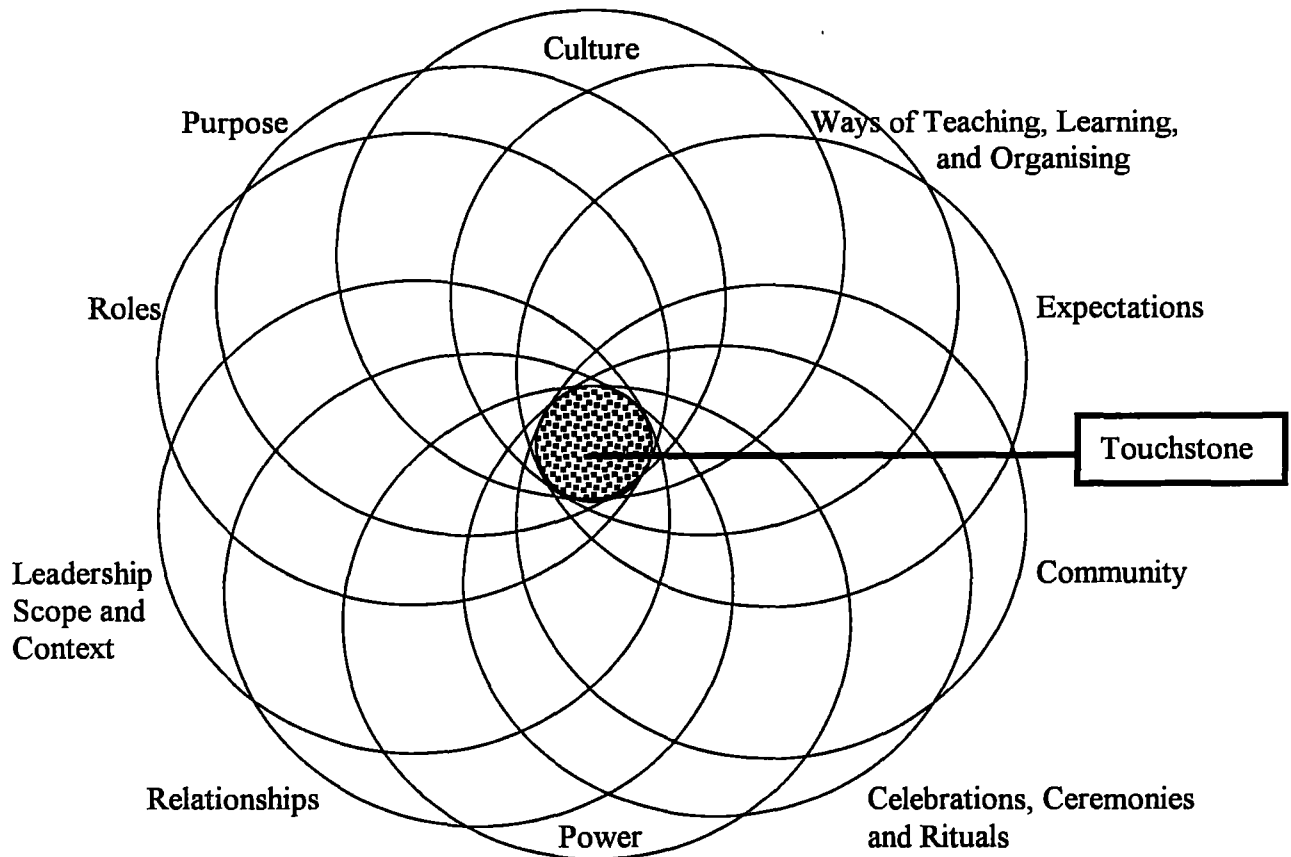 Culture
Purpose
Ways of Teaching, Learning,
and Organising
Roles
Expectations
Touchstone
Leadership
Scope and
Context
Community
Relationships
Celebrations, Ceremonies
and Rituals
Power